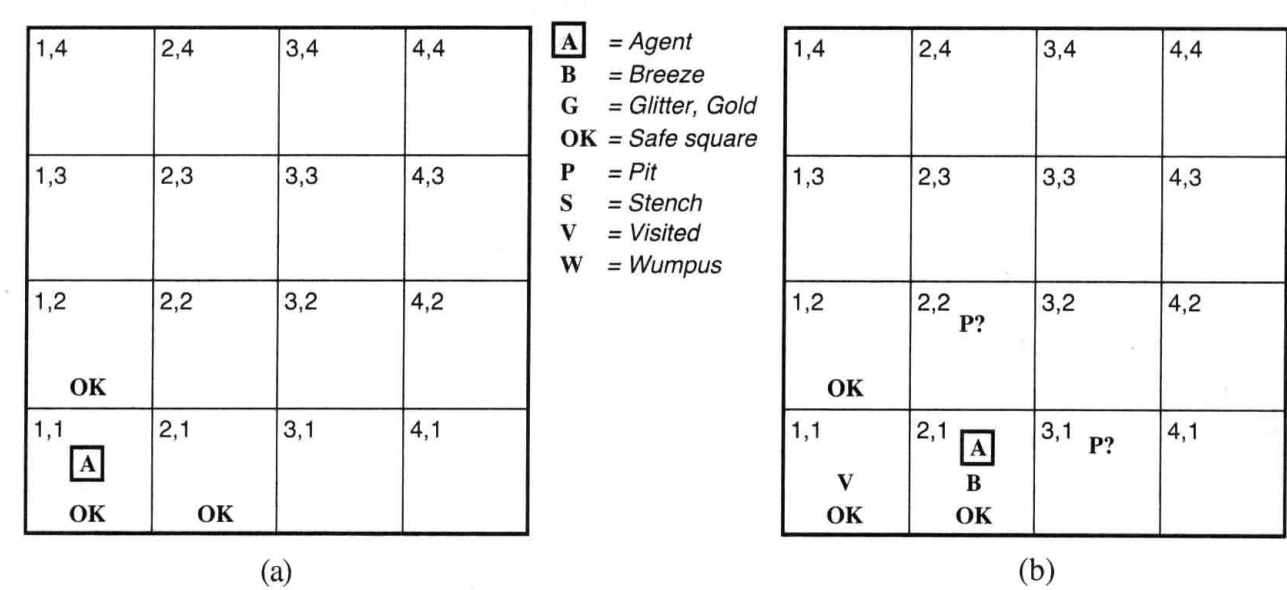 1,4 2,4 3,4 4,4
1,3 2,3 3,3 4,3
1,2 2,2 3,2 4,2
OK
1,1 2,1 3,1 4,1
A
OK OK
(a)
A = Agent
B = Breeze
G = Glitter, Gold
OK = Safe square
P = Pit
S = Stench
V = Visited
W = Wumpus
1,4 2,4 3,4 4,4
1,3 2,3 3,3 4,3
1,2 2,2 3,2 4,2
P?
OK
1,1 2,1 A 3,1 P? 4,1
V B
OK OK
(b)